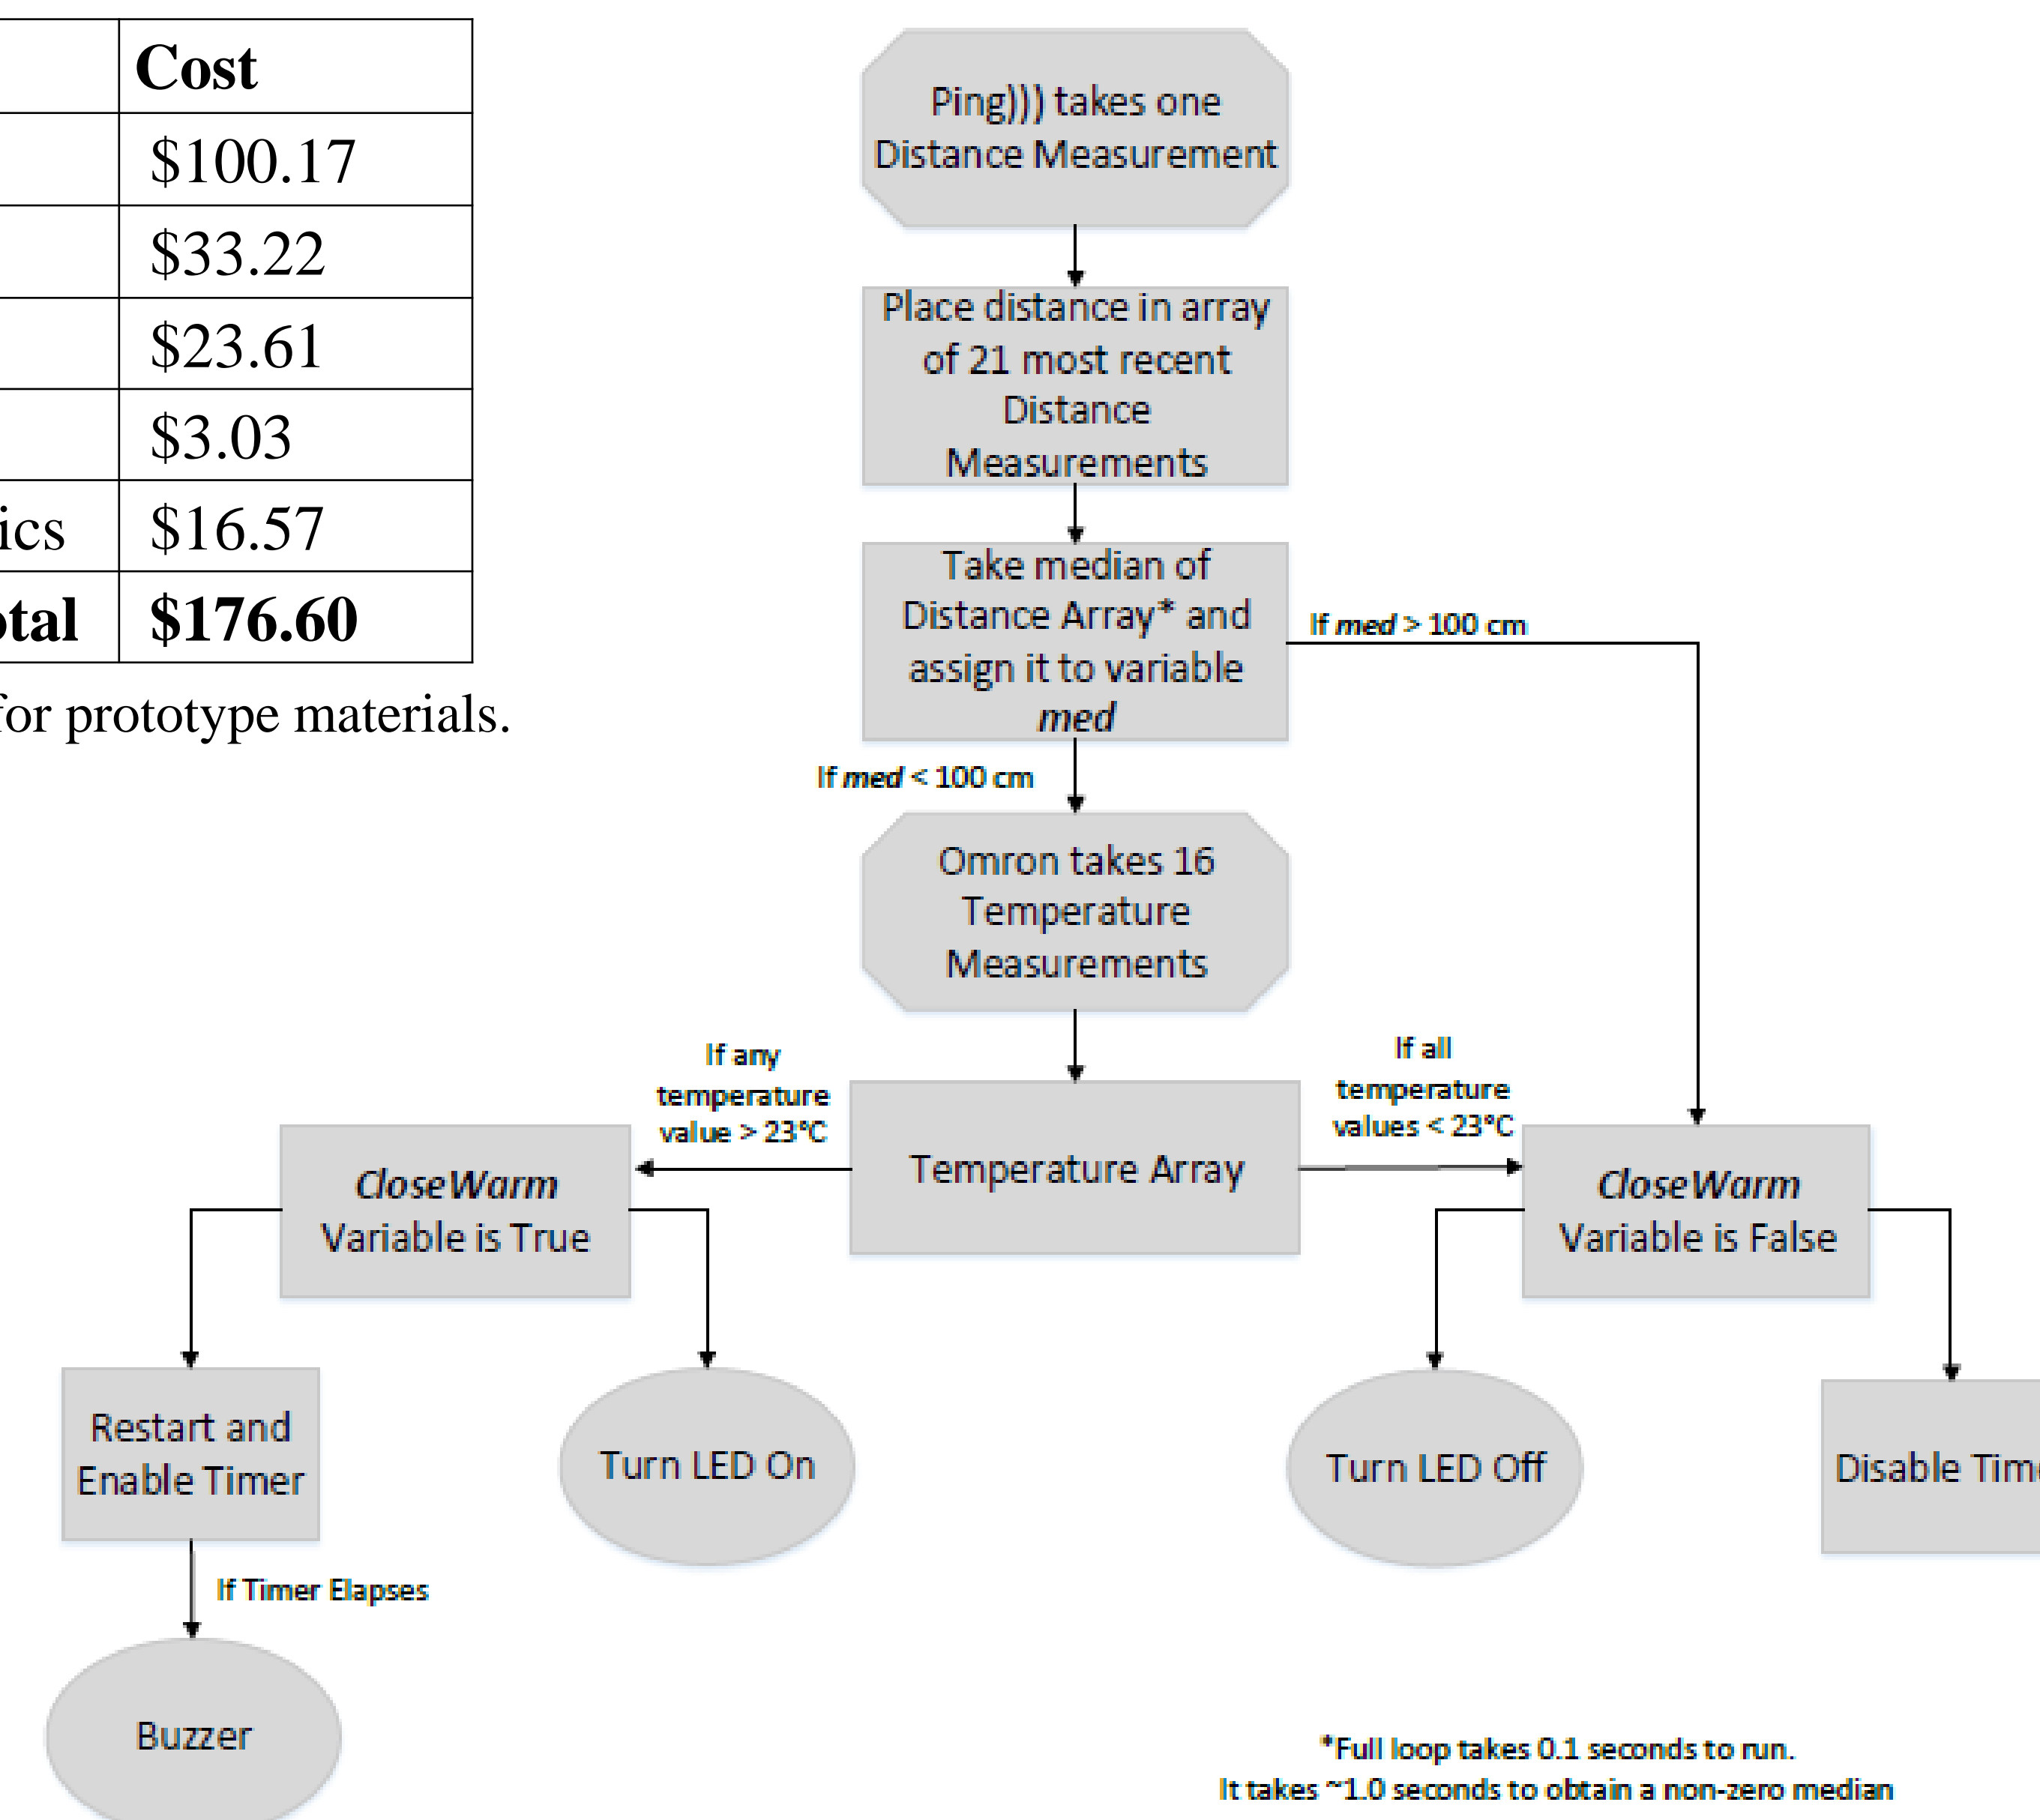 Cost
$100.17
$33.22
$23.61
$3.03
ics $16.57
otal $176.60
for prototype materials.
Ping))) takes one
Distance Measurement
Place distance in array
of 21 most recent
Distance
Measurements
Take median of
Distance Array* and
assign it to variable
med
If med > 100 cm
If med < 100 cm
Omron takes 16
Temperature
Measurements
If any
temperature
value > 23°C
Temperature Array
If all
temperature
values < 23°C
CloseWarm
Variable is True
CloseWarm
Variable is False
Restart and
Enable Timer
Turn LED On
Turn LED Off
Disable Tim
If Timer Elapses
Buzzer
*Full loop takes 0.1 seconds to run.
It takes ~1.0 seconds to obtain a non-zero median